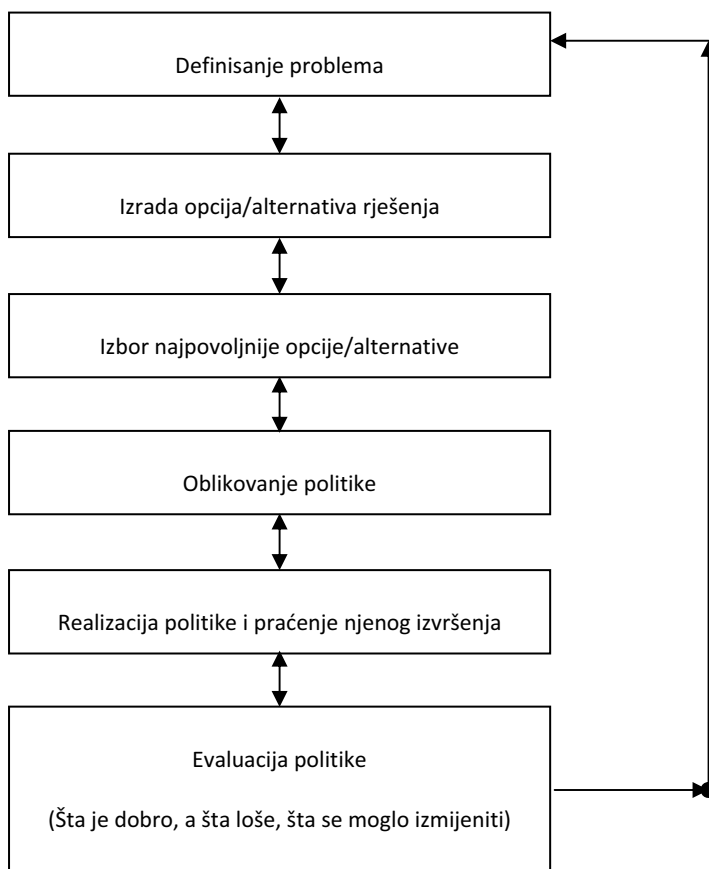 Definisanje problema
Izrada opcija/alternativa rješenja
Izbor najpovoljnije opcije/alternative
Oblikovanje politike
Realizacija politike i praćenje njenog izvršenja
Evaluacija politike
(Šta je dobro, a šta loše, šta se moglo izmijeniti)